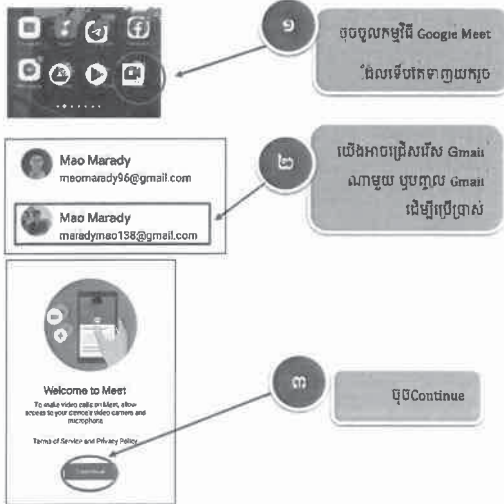 ១
ចុចចូលកម្មវិធី Google Meet
ដែលទើបតែទាញយករួច
Mao Marady
maomarady96@gmail.com
Mao Marady
maradymao138@gmail.com
២
យើងអាចជ្រើសរើស Gmail
ណាមួយ ឬបញ្ចូល Gmail
ដើម្បីប្រើប្រាស់
Welcome to Meet
To make video calls on Meet, allow
access to your device's video camera and
microphone
Terms of Service and Privacy Policy
Continue
៣
ចុចContinue